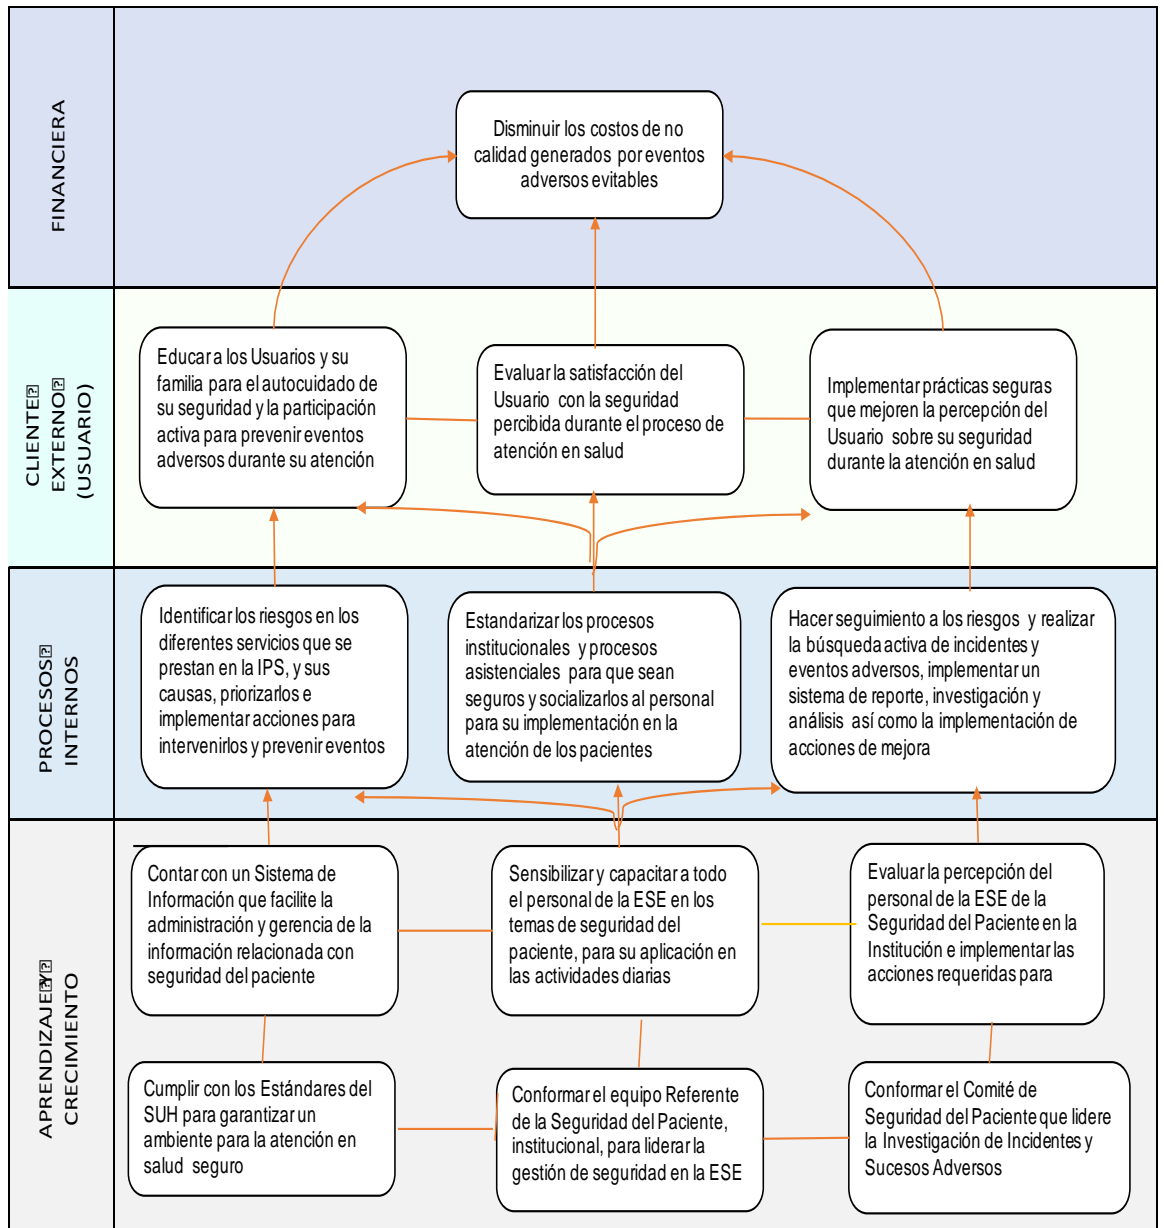 FINANCIERA
Disminuir los costos de no
calidad generados por eventos
adversos evitables
CLIENTE
EXTERNO
(USUARIO)
Educar a los Usuarios y su
familia para el autocuidado de
su seguridad y la participación
activa para prevenir eventos
adversos durante su atención
Evaluar la satisfacción del
Usuario con la seguridad
percibida durante el proceso de
atención en salud
Implementar prácticas seguras
que mejoren la percepción del
Usuario sobre su seguridad
durante la atención en salud
PROCESOS
INTERNOS
Identificar los riesgos en los
diferentes servicios que se
prestan en la IPS, y sus
causas, priorizarlos e
implementar acciones para
intervenirlos y prevenir eventos
Estandarizar los procesos
institucionales y procesos
asistenciales para que sean
seguros y socializarlos al personal
para su implementación en la
atención de los pacientes
Hacer seguimiento a los riesgos y realizar
la búsqueda activa de incidentes y
eventos adversos, implementar un
sistema de reporte, investigación y
análisis así como la implementación de
acciones de mejora
APRENDIZAJE Y
CRECIMIENTO
Contar con un Sistema de
Información que facilite la
administración y gerencia de la
información relacionada con
seguridad del paciente
Sensibilizar y capacitar a todo
el personal de la ESE en los
temas de seguridad del
paciente, para su aplicación en
las actividades diarias
Evaluar la percepción del
personal de la ESE de la
Seguridad del Paciente en la
Institución e implementar las
acciones requeridas para
Cumplir con los Estándares del
SUH para garantizar un
ambiente para la atención en
salud seguro
Conformar el equipo Referente
de la Seguridad del Paciente,
institucional, para liderar la
gestión de seguridad en la ESE
Conformar el Comité de
Seguridad del Paciente que lidere
la Investigación de Incidentes y
Sucesos Adversos